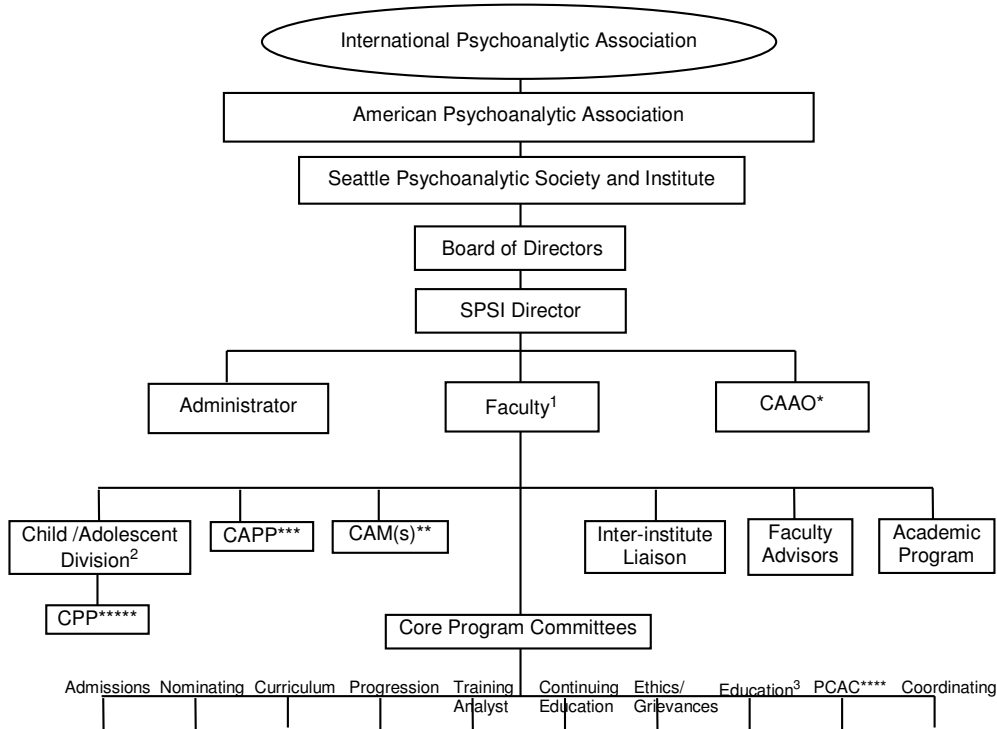 International Psychoanalytic Association
American Psychoanalytic Association
Seattle Psychoanalytic Society and Institute
Board of Directors
SPSI Director
Administrator
Faculty1
CAAO*
Child /Adolescent
Division2
CAPP***
CAM(s)**
Inter-institute
Liaison
Faculty
Advisors
Academic
Program
CPP*****
Core Program Committees
Admissions
Nominating
Curriculum
Progression
Training
Analyst
Continuing
Education
Ethics/
Grievances
Education3
PCAC****
Coordinating